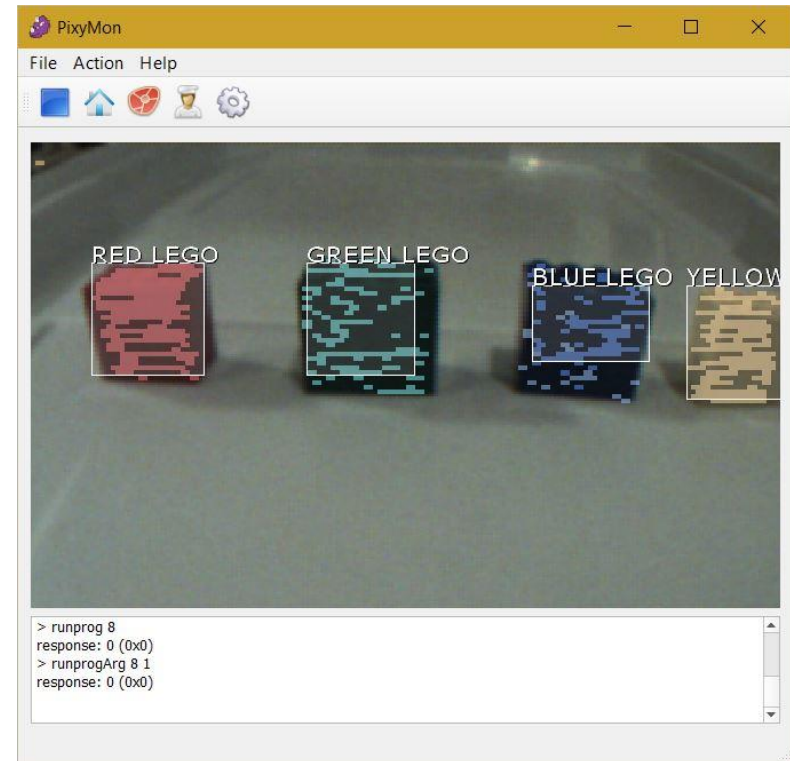 PixyMon
File Action Help
RED LEGO
GREEN LEGO
BLUE LEGO
YELLOW
> runprog 8
response: 0 (0x0)
> runprogArg 8 1
response: 0 (0x0)